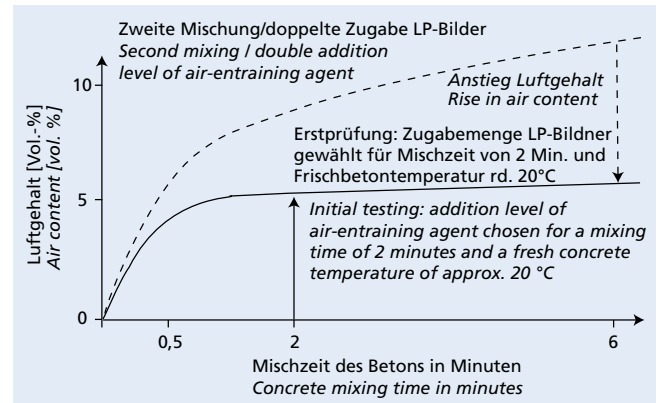 Zweite Mischung/doppelte Zugabe LP-Bilder
Second mixing / double addition
level of air-entraining agent
10
Anstieg Luftgehalt
Rise in air content
Erstprüfung: Zugabemenge LP-Bildner
gewählt für Mischzeit von 2 Min. und
Frischbetontemperatur rd. 20°C
Luftgehalt [Vol.-%]
Air content [vol. %]
5
Initial testing: addition level of
air-entraining agent chosen for a mixing
time of 2 minutes and a fresh concrete
temperature of approx. 20 °C
0
0,5
2
6
Mischzeit des Betons in Minuten
Concrete mixing time in minutes